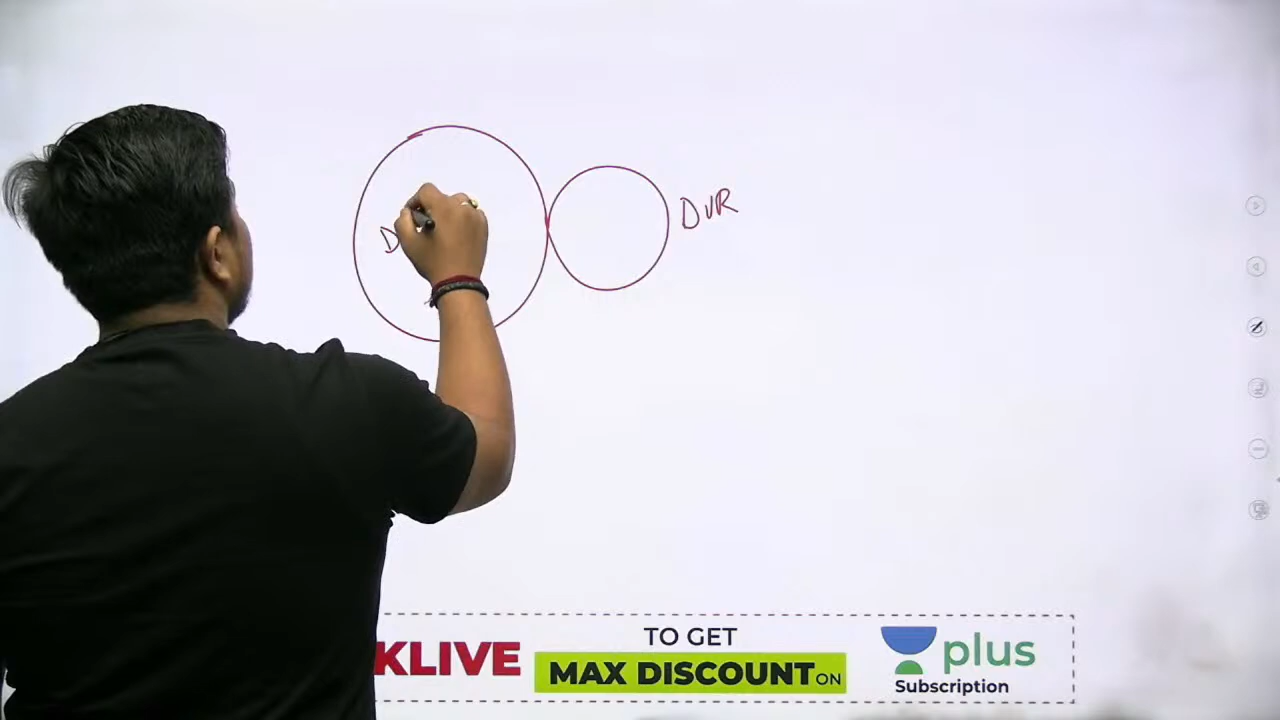 D
DVR
KLIVE
TO GET
MAX DISCOUNT ON
plus
Subscription